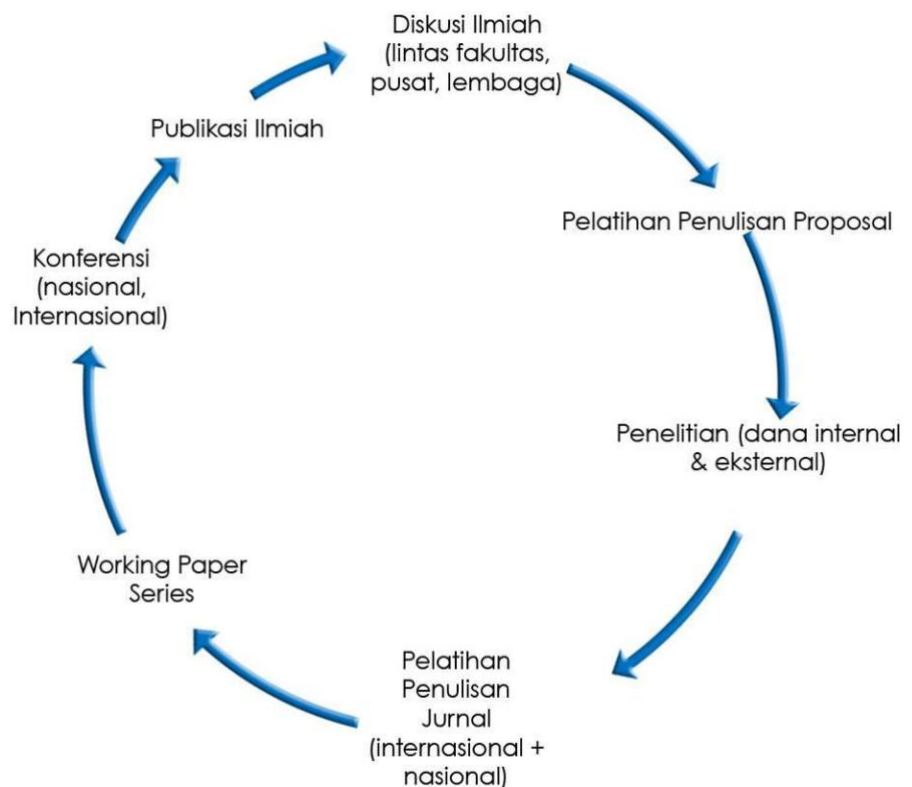 Diskusi Ilmiah
(lintas fakultas,
pusat, lembaga)
Pelatihan Penulisan Proposal
Penelitian (dana internal
& eksternal)
Pelatihan
Penulisan
Jurnal
(internasional +
nasional)
Working Paper
Series
Konferensi
(nasional,
Internasional)
Publikasi Ilmiah